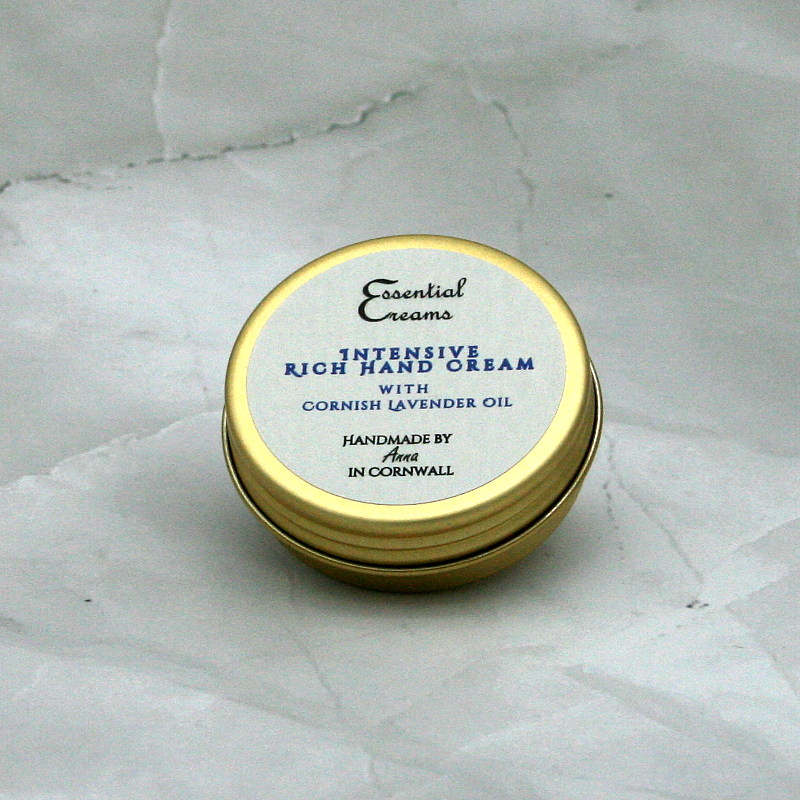 Essential
Creams
INTENSIVE
RICH HAND CREAM
WITH
CORNISH LAVENDER OIL
HANDMADE BY
Anna
IN CORNWALL